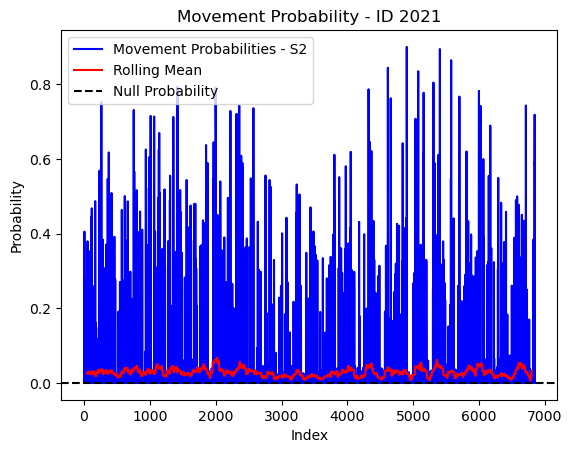 Movement Probability - ID 2021
Movement Probabilities - S2
Rolling Mean
Null Probability
Probability
0.8
0.6
0.4
0.2
0.0
0 1000 2000 3000 4000 5000 6000 7000
Index